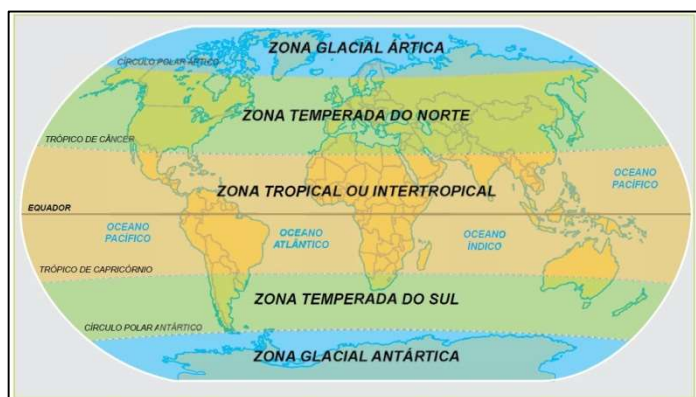 ZONA GLACIAL ÁRTICA
CÍRCULO POLAR ÁRTICO
ZONA TEMPERADA DO NORTE
TRÓPICO DE CÂNCER
OCEANO
PACÍFICO
ZONA TROPICAL OU INTERTROPICAL
EQUADOR
OCEANO
PACÍFICO
OCEANO
ATLÂNTICO
OCEANO
ÍNDICO
TRÓPICO DE CAPRICÓRNIO
ZONA TEMPERADA DO SUL
CÍRCULO POLAR ANTÁRTICO
ZONA GLACIAL ANTÁRTICA